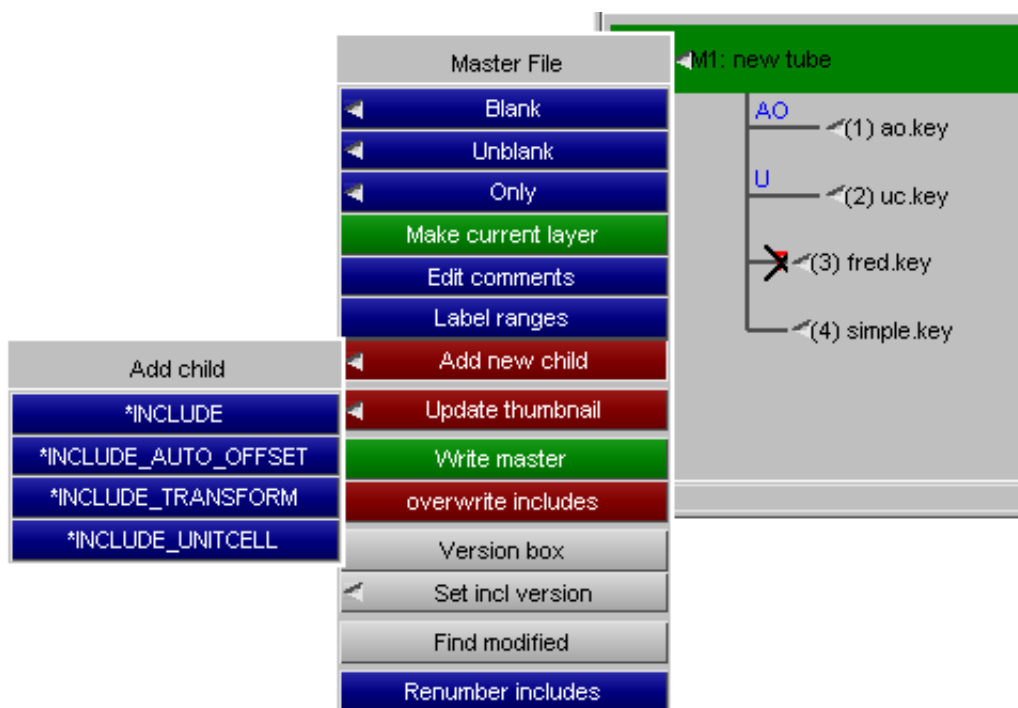 Master File
Blank
Unblank
Only
Make current layer
Edit comments
Label ranges
Add new child
Update thumbnail
Write master
overwrite includes
Version box
Set incl version
Find modified
Renumber includes
Add child
*INCLUDE
*INCLUDE_AUTO_OFFSET
*INCLUDE_TRANSFORM
*INCLUDE_UNITCELL
M1: new tube
AO
(1) ao.key
U
(2) uc.key
(3) fred.key
(4) simple.key